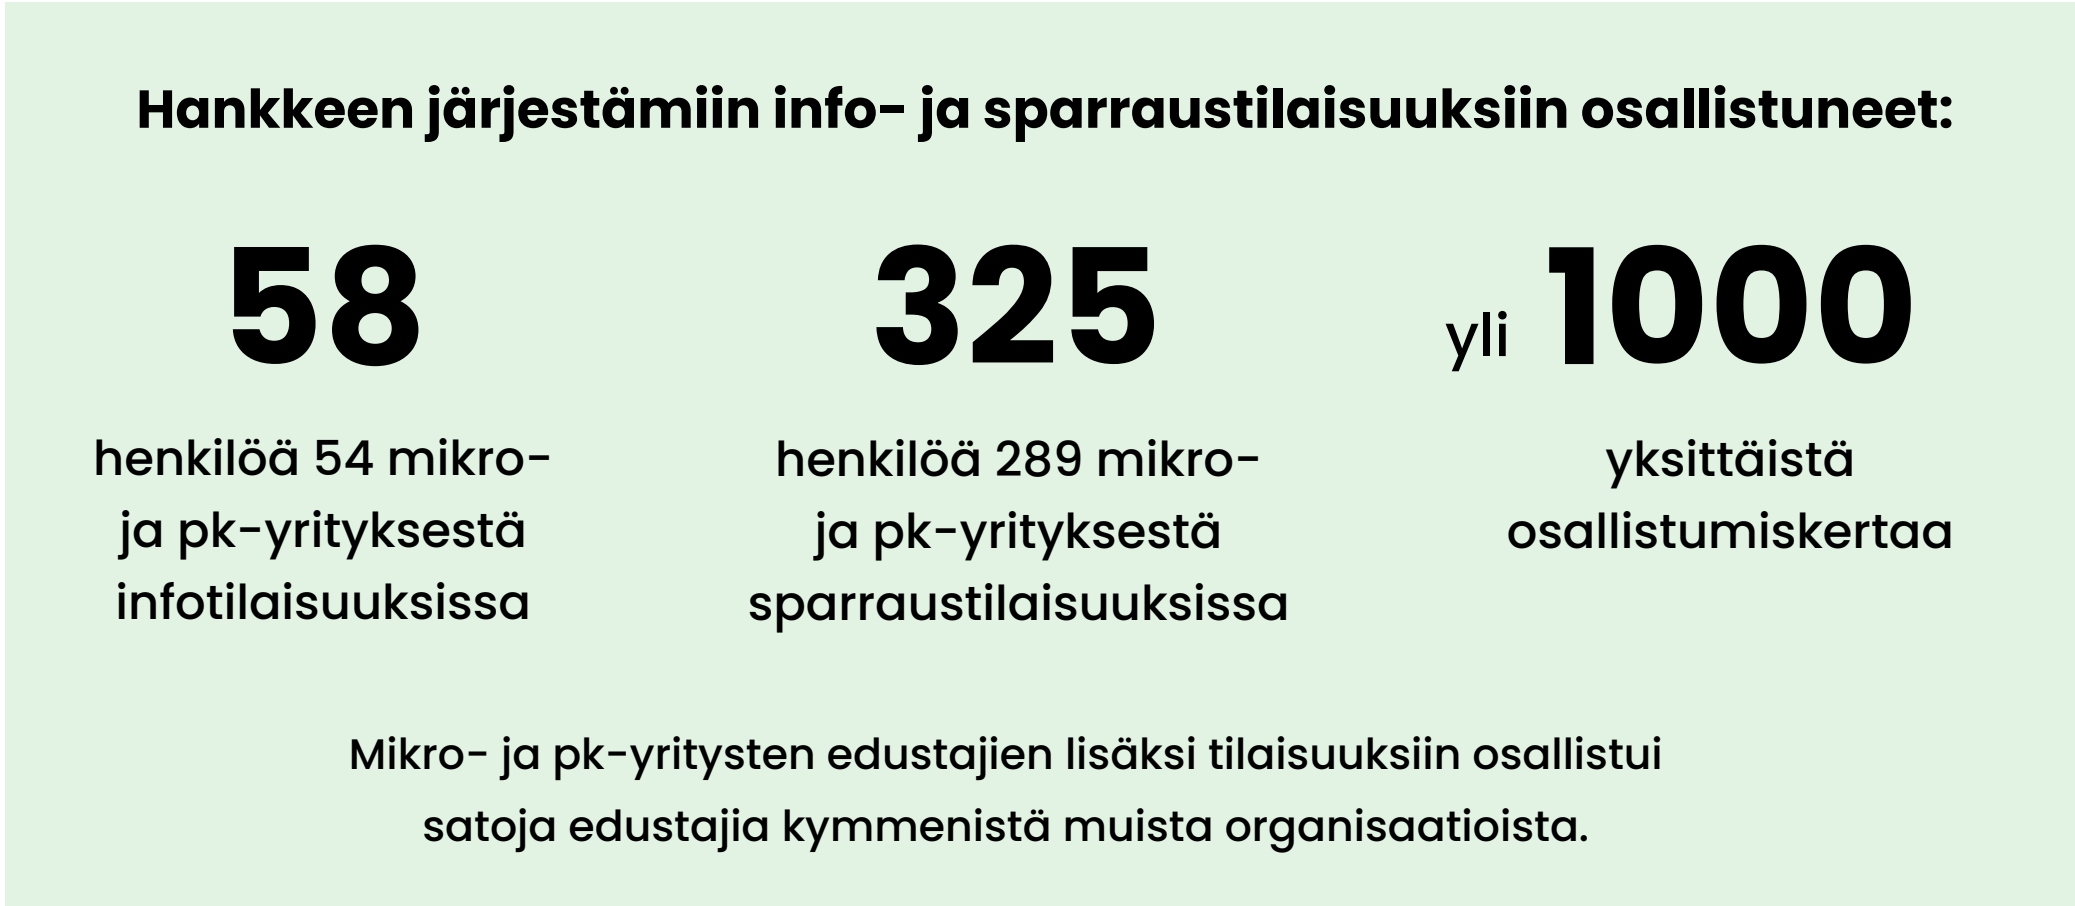 Hankkeen järjestämiin info- ja sparraustilaisuuksiin osallistuneet:
58
henkilöä 54 mikro-
ja pk-yrityksestä
infotilaisuuksissa
325
henkilöä 289 mikro-
ja pk-yrityksestä
sparraustilaisuuksissa
yli 1000
yksittäistä
osallistumiskertaa
Mikro- ja pk-yritysten edustajien lisäksi tilaisuuksiin osallistui
satoja edustajia kymmenistä muista organisaatioista.